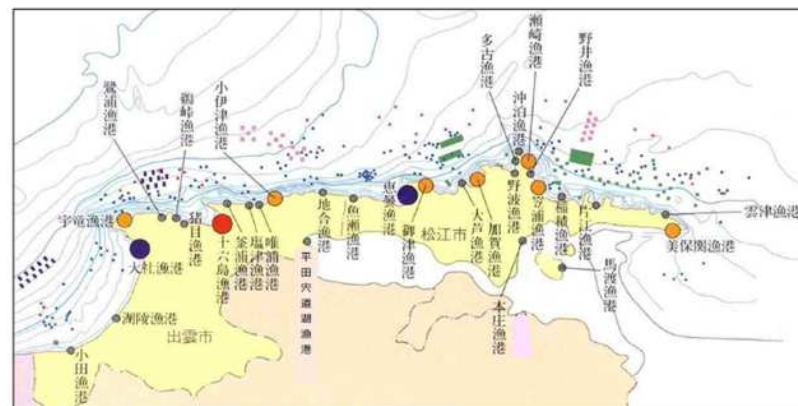 鷺浦漁港
鵜峠漁港
小伊津漁港
多古漁港
瀬崎漁港
沖泊漁港
野井漁港
宇竜漁港
猪目漁港
大社漁港
十六島漁港
釜浦漁港
塩津漁港
唯浦漁港
平田宍道湖漁港
地合漁港
魚瀬漁港
恵曇漁港
御津漁港
松江市
大芦漁港
加賀漁港
野波漁港
笠浦漁港
稲積漁港
片江漁港
雲津漁港
美保関漁港
馬渡漁港
本庄漁港
湖陵漁港
出雲市
小田漁港